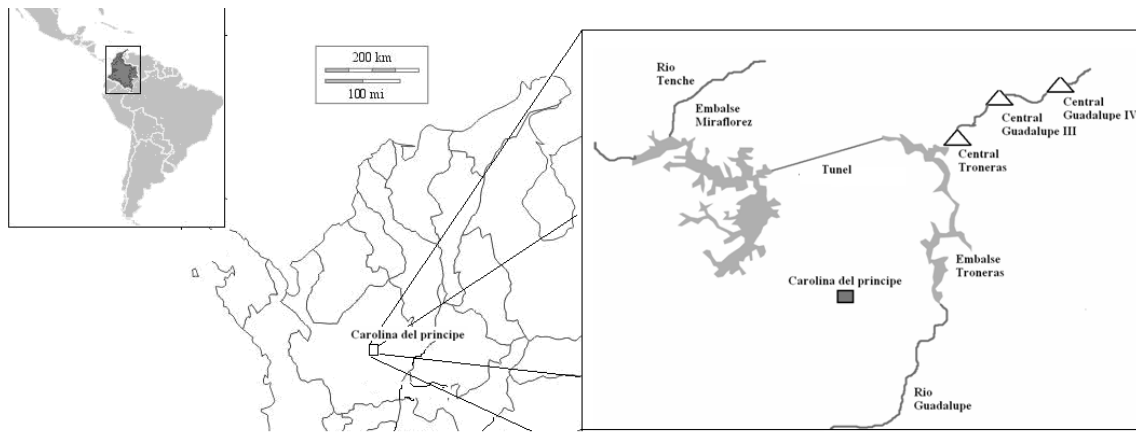 200 km
100 mi
Carolina del principe
Rio
Tenche
Embalse
Miraflorez
Tunel
Central
Guadalupe IV
Central
Guadalupe III
Central
Troneras
Embalse
Troneras
Carolina del principe
Rio
Guadalupe